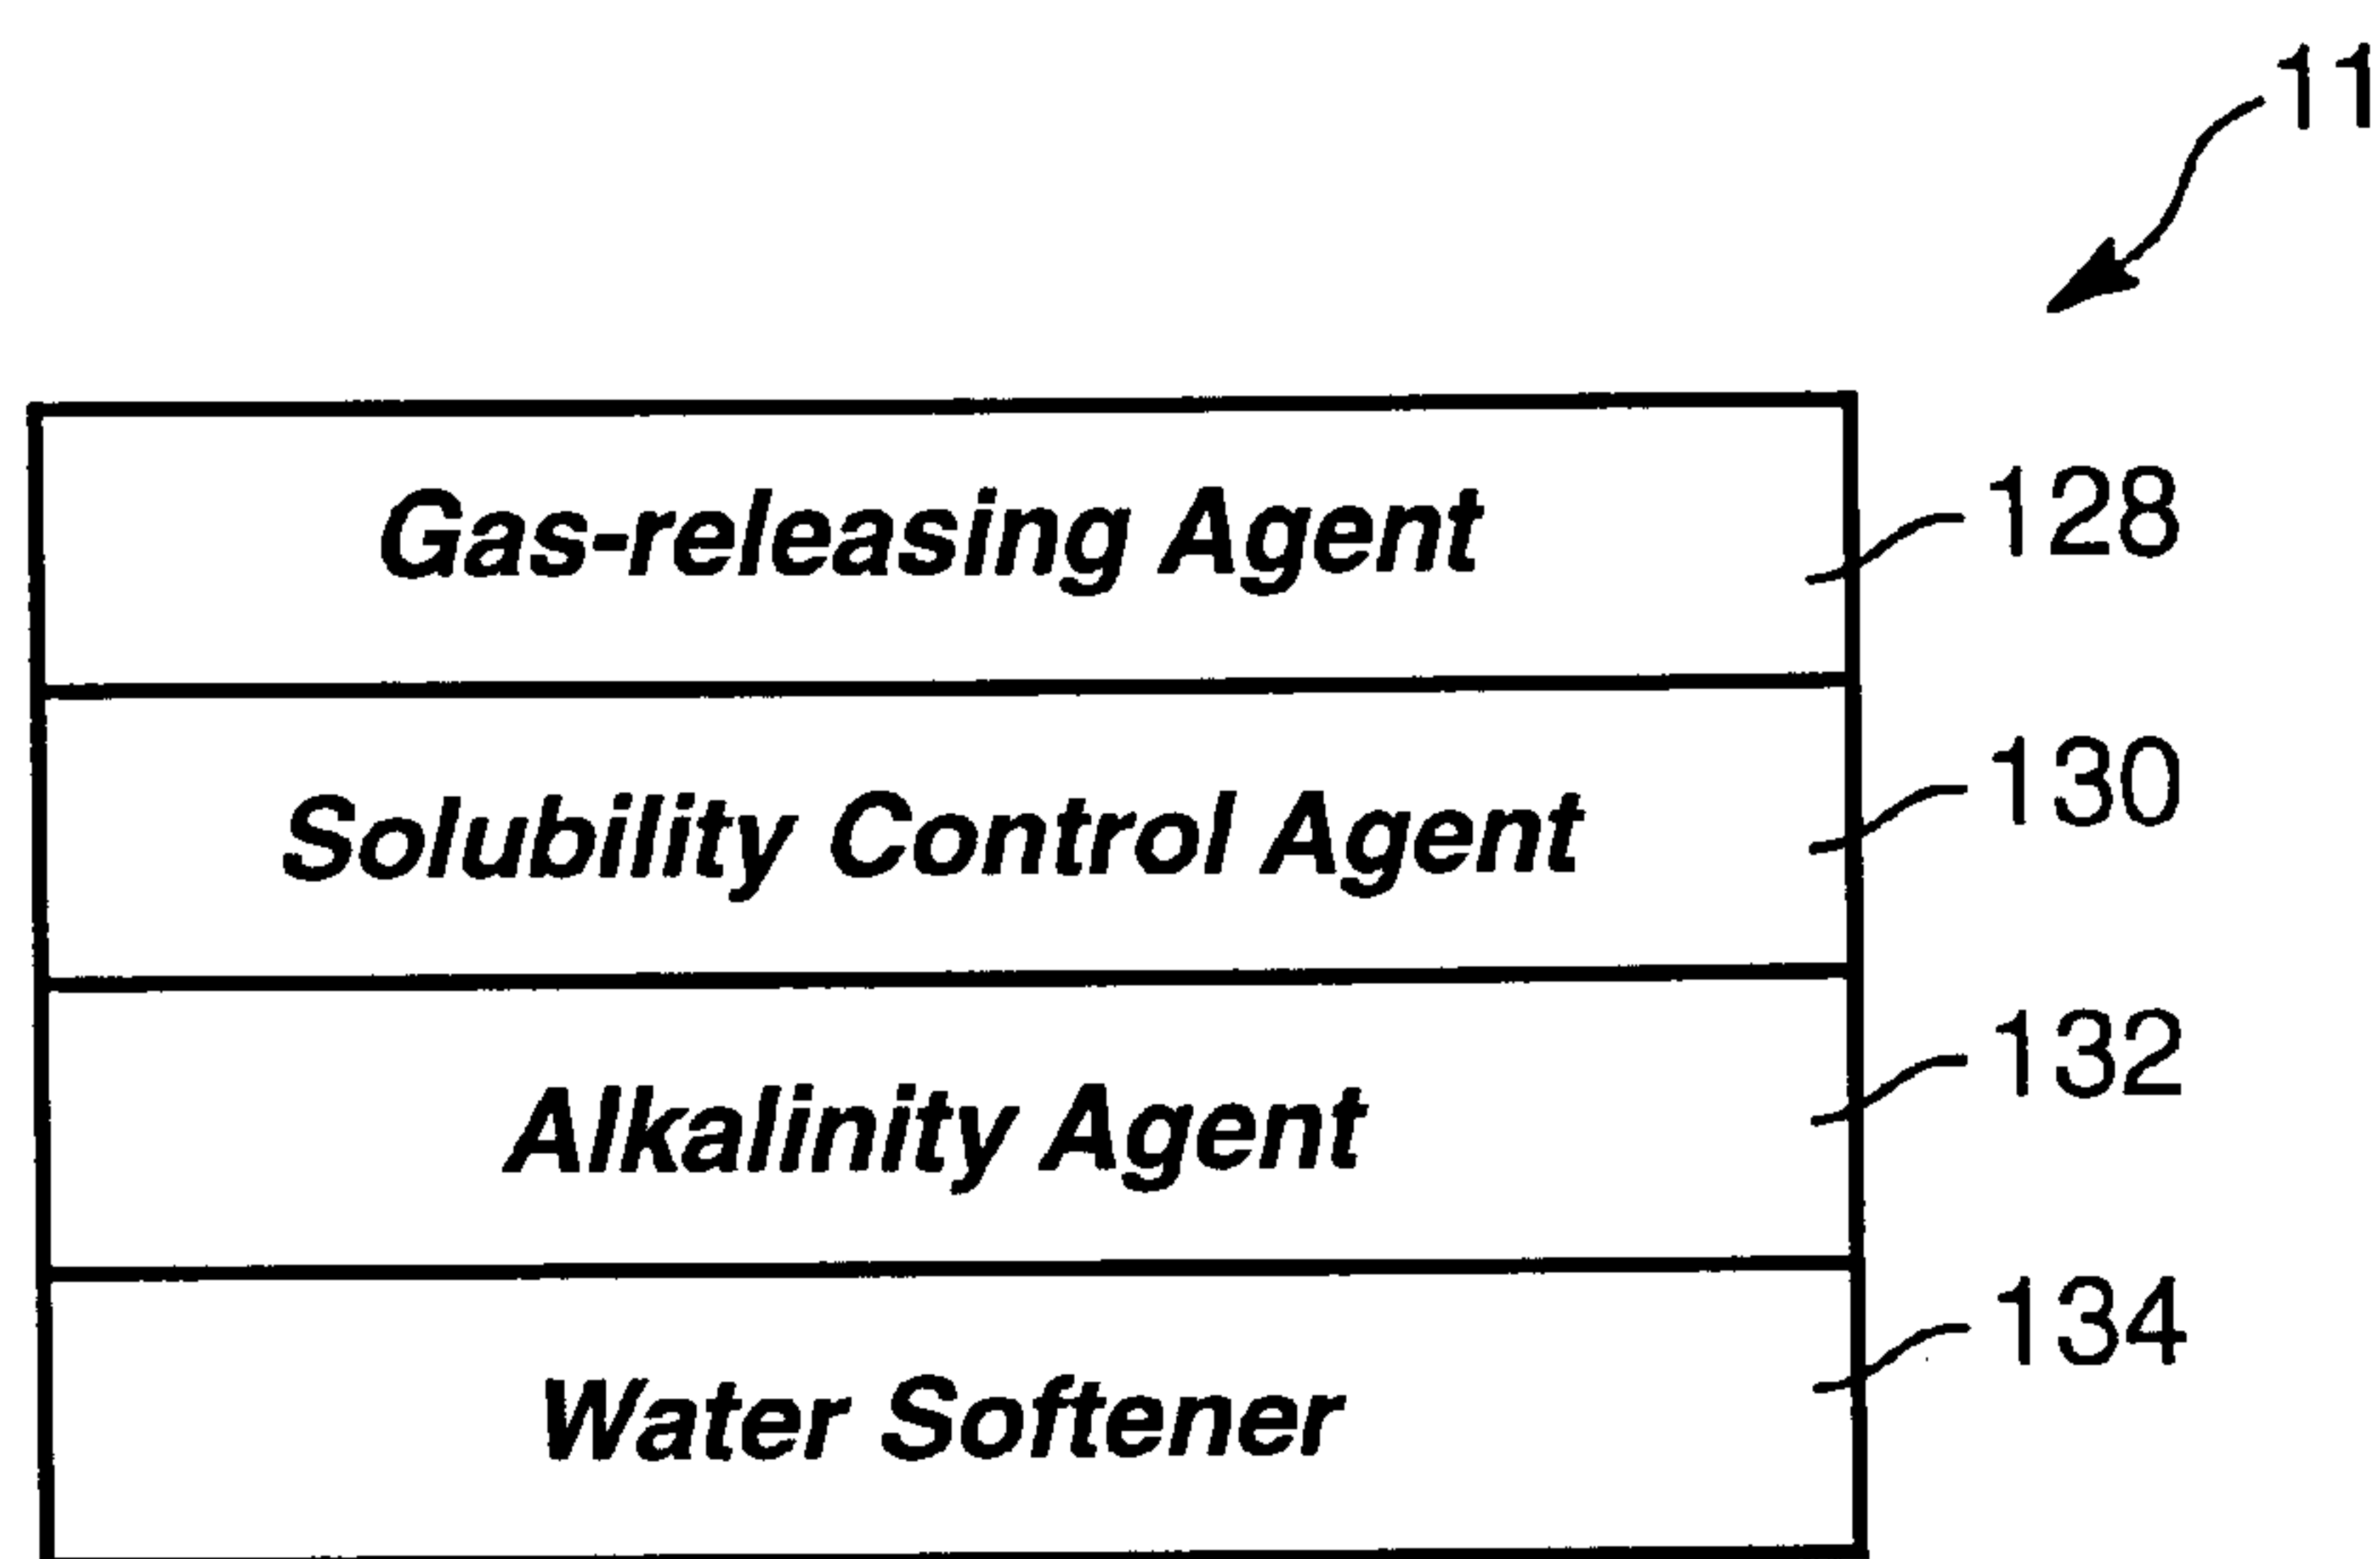 11
Gas-releasing Agent
128
Solubility Control Agent
130
Alkalinity Agent
132
Water Softener
134